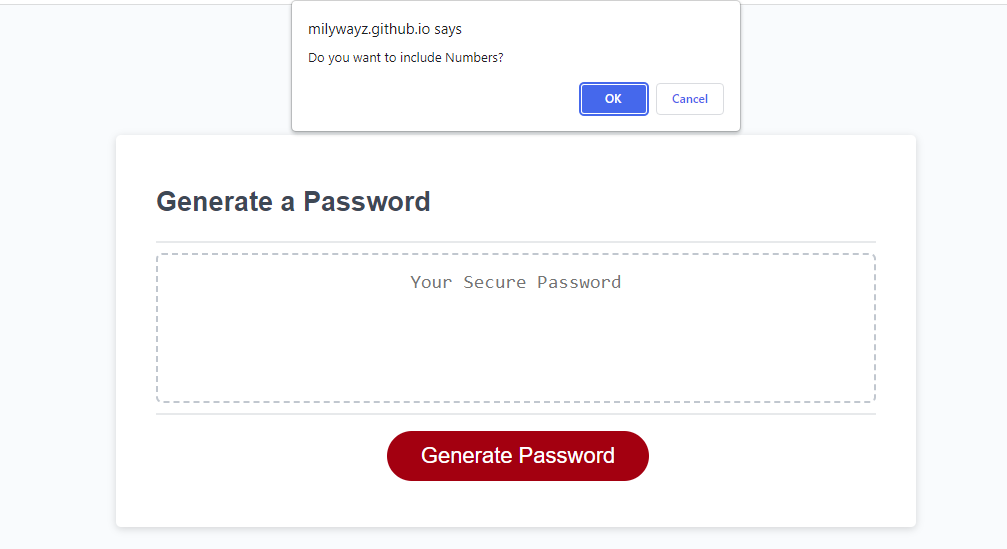 milywayz.github.io says
Do you want to include Numbers?
OK
Cancel
Generate a Password
Your Secure Password
Generate Password